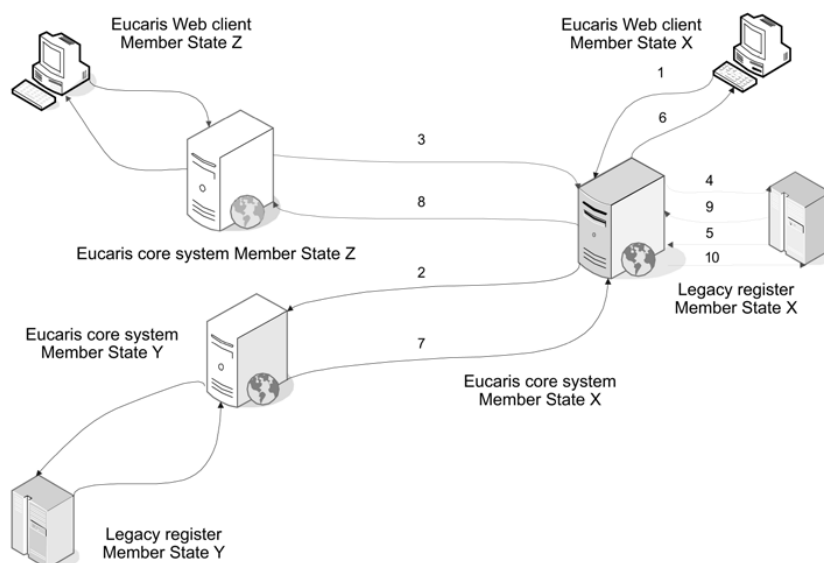 Eucaris Web client
Member State Z
Eucaris Web client
Member State X
1
6
3
4
8
9
5
10
Eucaris core system Member State Z
2
Legacy register
Member State X
Eucaris core system
Member State Y
7
Eucaris core system
Member State X
Legacy register
Member State Y